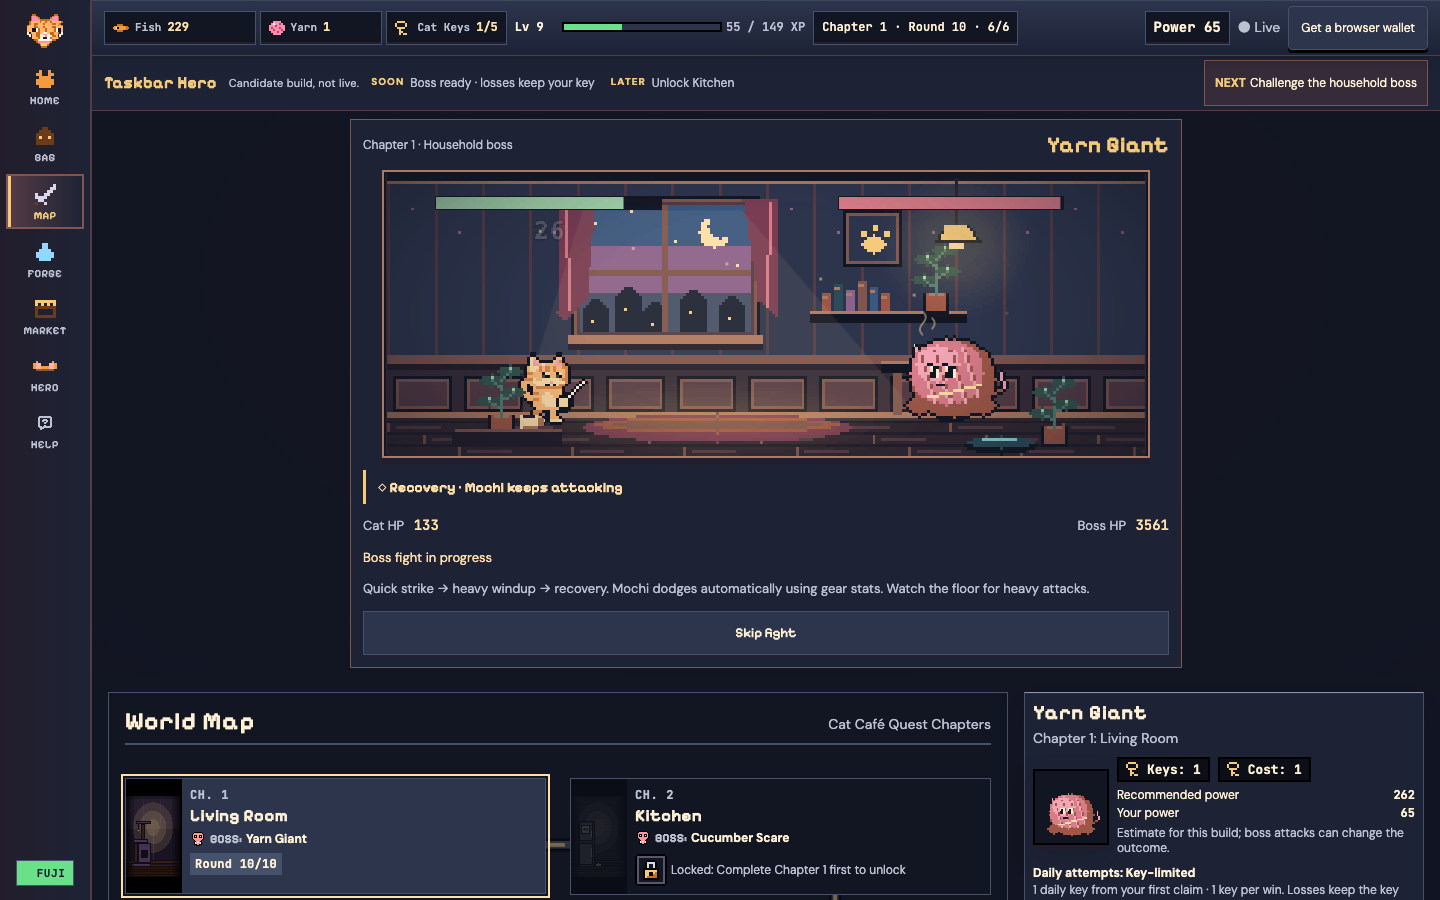 Fish 229
Yarn 1
Cat Keys 1/5
Lv 9
55 / 149 XP
Chapter 1 · Round 10 · 6/6
Power 65
Live
Get a browser wallet
HOME
BAG
MAP
FORGE
MARKET
HERO
HELP
FUJI
Taskbar Hero
Candidate build, not live.
SOON Boss ready · losses keep your key
LATER Unlock Kitchen
NEXT Challenge the household boss
Chapter 1 · Household boss
Yarn Giant
26
◇ Recovery · Mochi keeps attacking
Cat HP 133
Boss HP 3561
Boss fight in progress
Quick strike → heavy windup → recovery. Mochi dodges automatically using gear stats. Watch the floor for heavy attacks.
Skip fight
World Map
Cat Café Quest Chapters
CH. 1
Living Room
BOSS: Yarn Giant
Round 10/10
CH. 2
Kitchen
BOSS: Cucumber Scare
Locked: Complete Chapter 1 first to unlock
Yarn Giant
Chapter 1: Living Room
Keys: 1
Cost: 1
Recommended power 262
Your power 65
Estimate for this build; boss attacks can change the
outcome.
Daily attempts: Key-limited
1 daily key from your first claim · 1 key per win. Losses keep the key